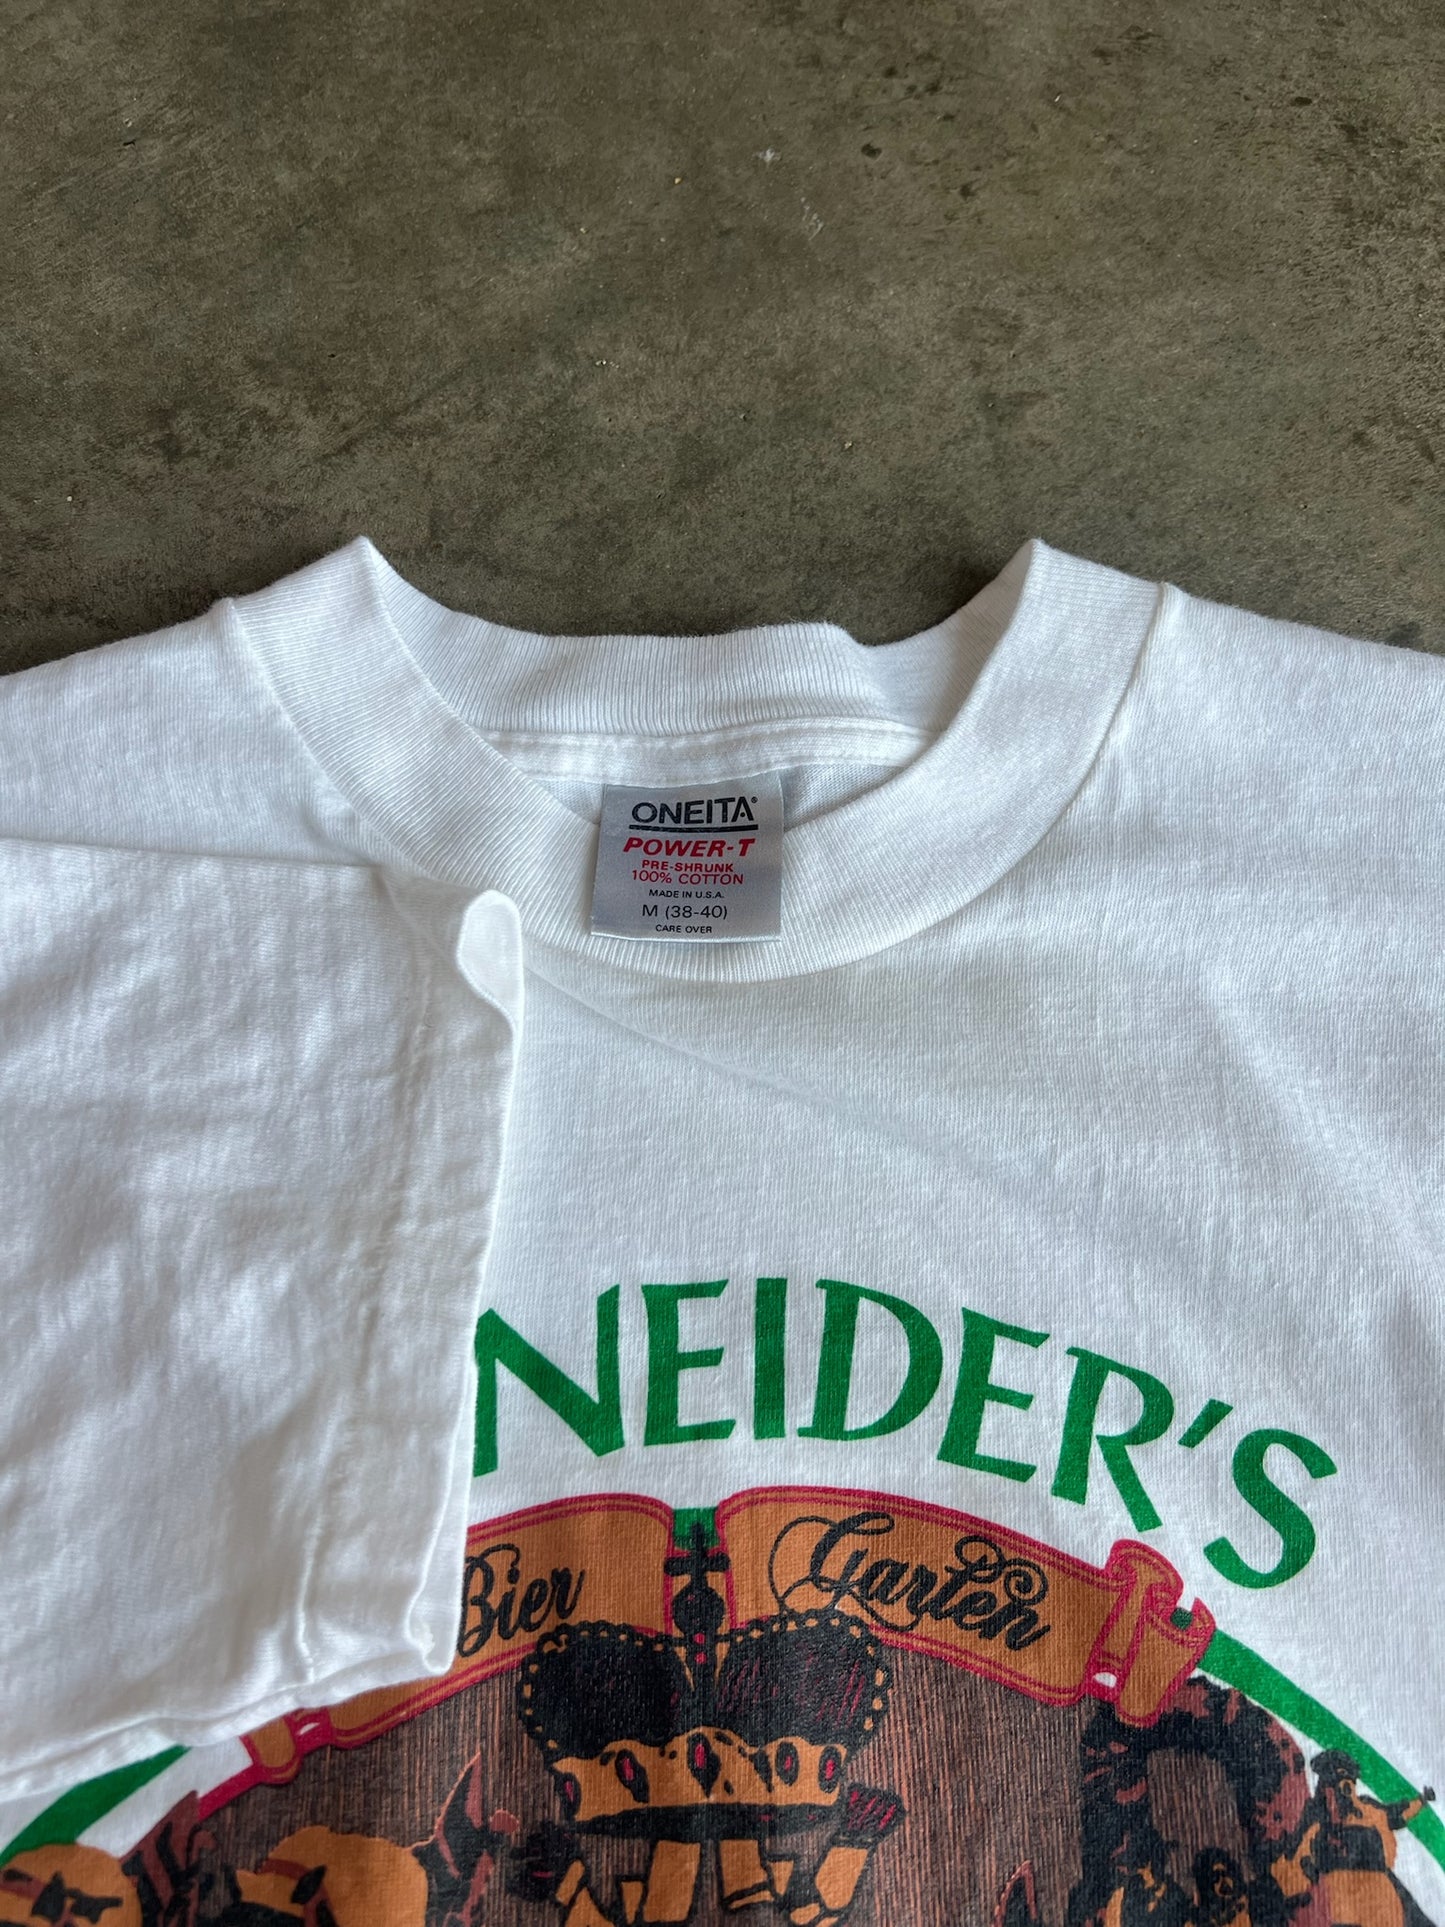 ONEITA®
POWER-T
PRE-SHRUNK
100% COTTON
MADE IN U.S.A.
M (38-40)
CARE OVER
NEIDER'S
Bier Garten